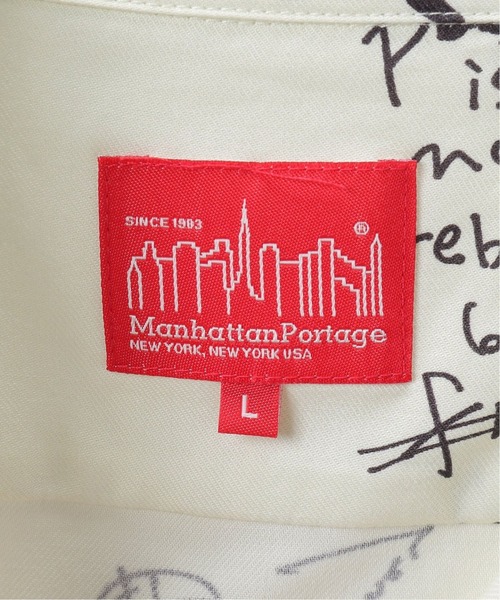 SINCE 1983
®
ManhattanPortage
NEW YORK, NEW YORK USA
L
is
reb